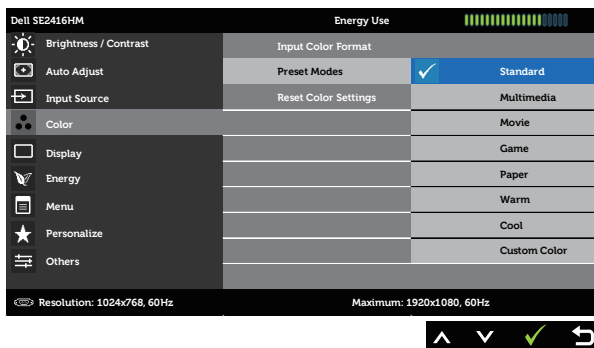 Dell SE2416HM
Energy Use
Brightness / Contrast
Auto Adjust
Input Source
Color
Display
Energy
Menu
Personalize
Others
Input Color Format
Preset Modes
Reset Color Settings
Standard
Multimedia
Movie
Game
Paper
Warm
Cool
Custom Color
Resolution: 1024x768, 60Hz
Maximum: 1920x1080, 60Hz